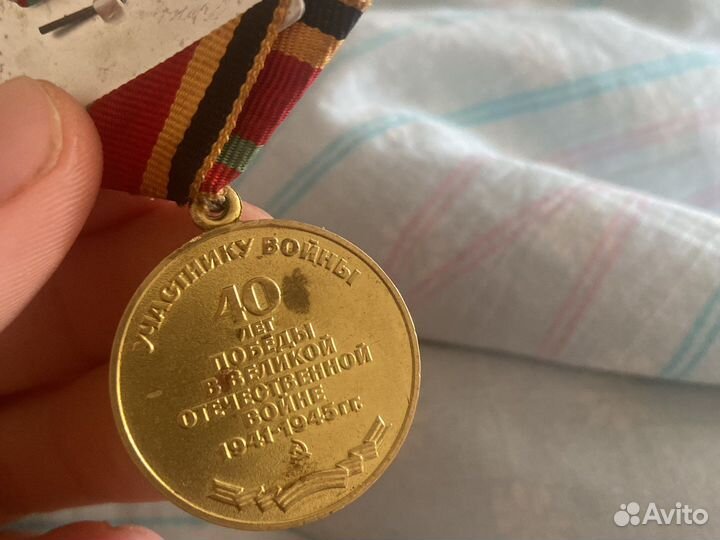 УЧАСТНИКУ ВОЙНЫ
40
ЛЕТ
ПОБЕДЫ
В ВЕЛИКОЙ
ОТЕЧЕСТВЕННОЙ
ВОЙНЕ
1941-1945 ГГ.
Avito